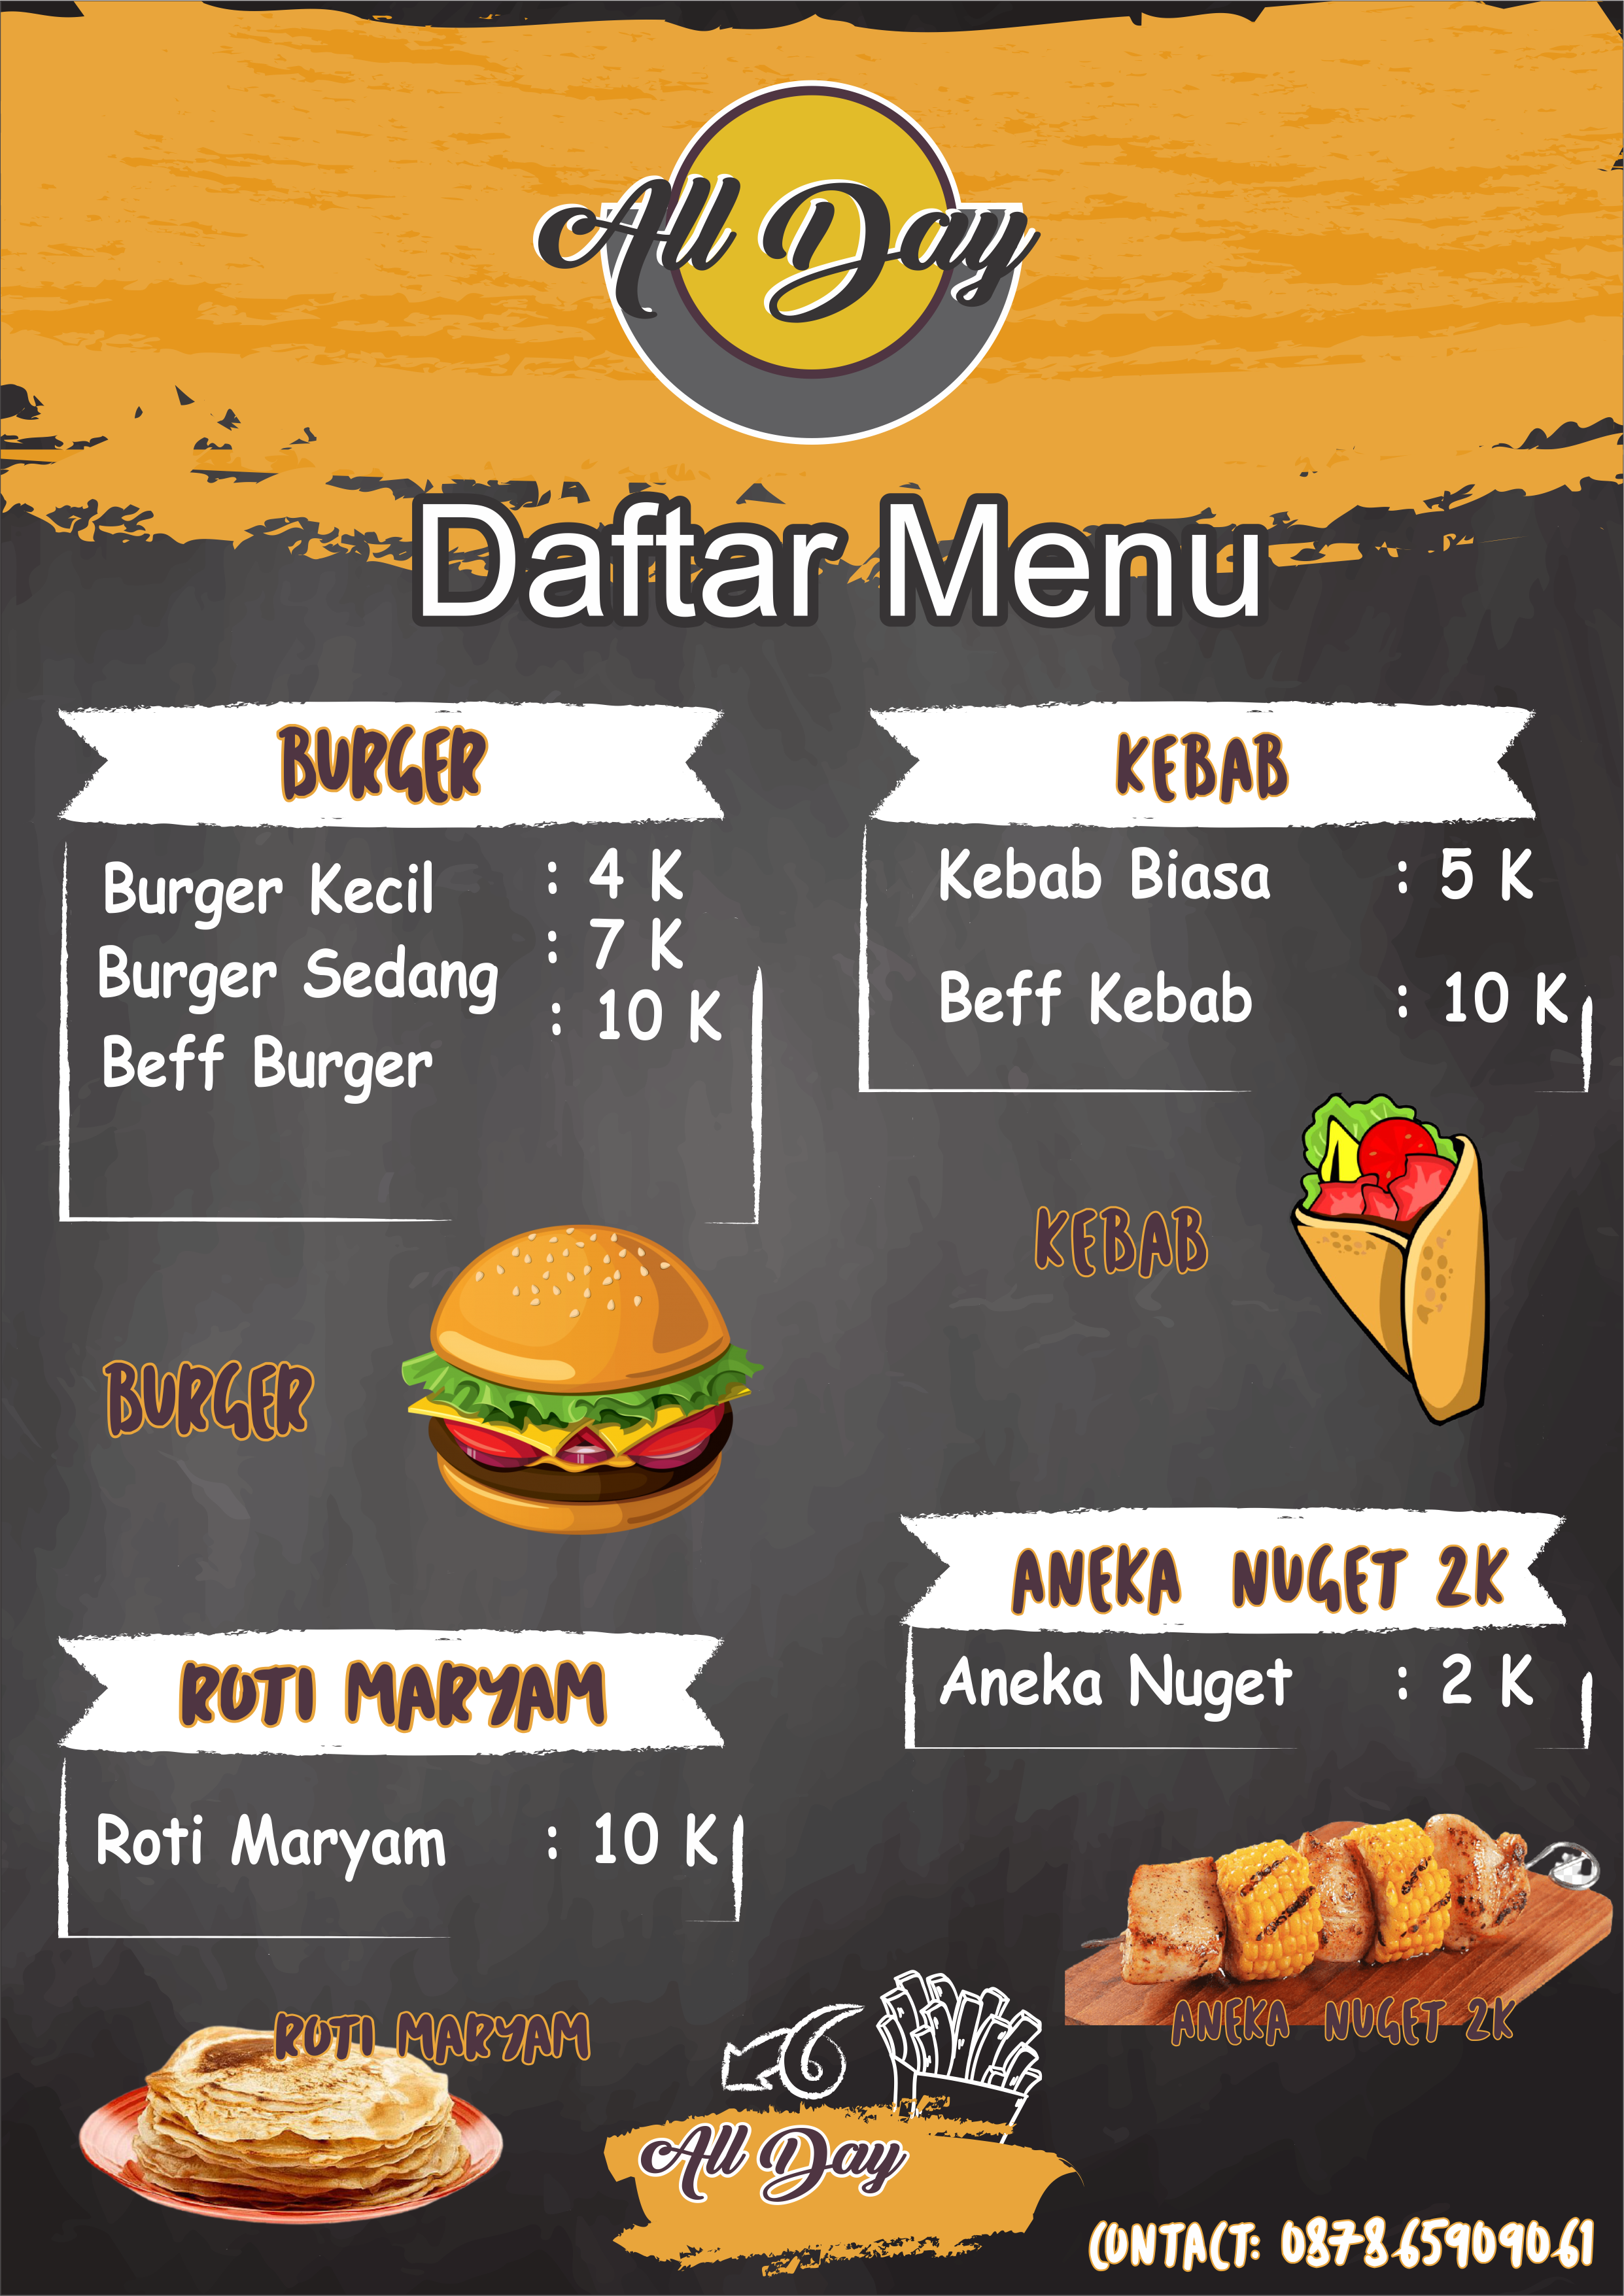 All Day
Daftar Menu
BURGER
Burger Kecil : 4 K
Burger Sedang : 7 K
Beff Burger : 10 K
BURGER
KEBAB
Kebab Biasa : 5 K
Beff Kebab : 10 K
KEBAB
ROTI MARYAM
Roti Maryam : 10 K
ROTI MARYAM
ANEKA NUGET 2K
Aneka Nuget : 2 K
ANEKA NUGET 2K
All Day
CONTACT: 087865909061